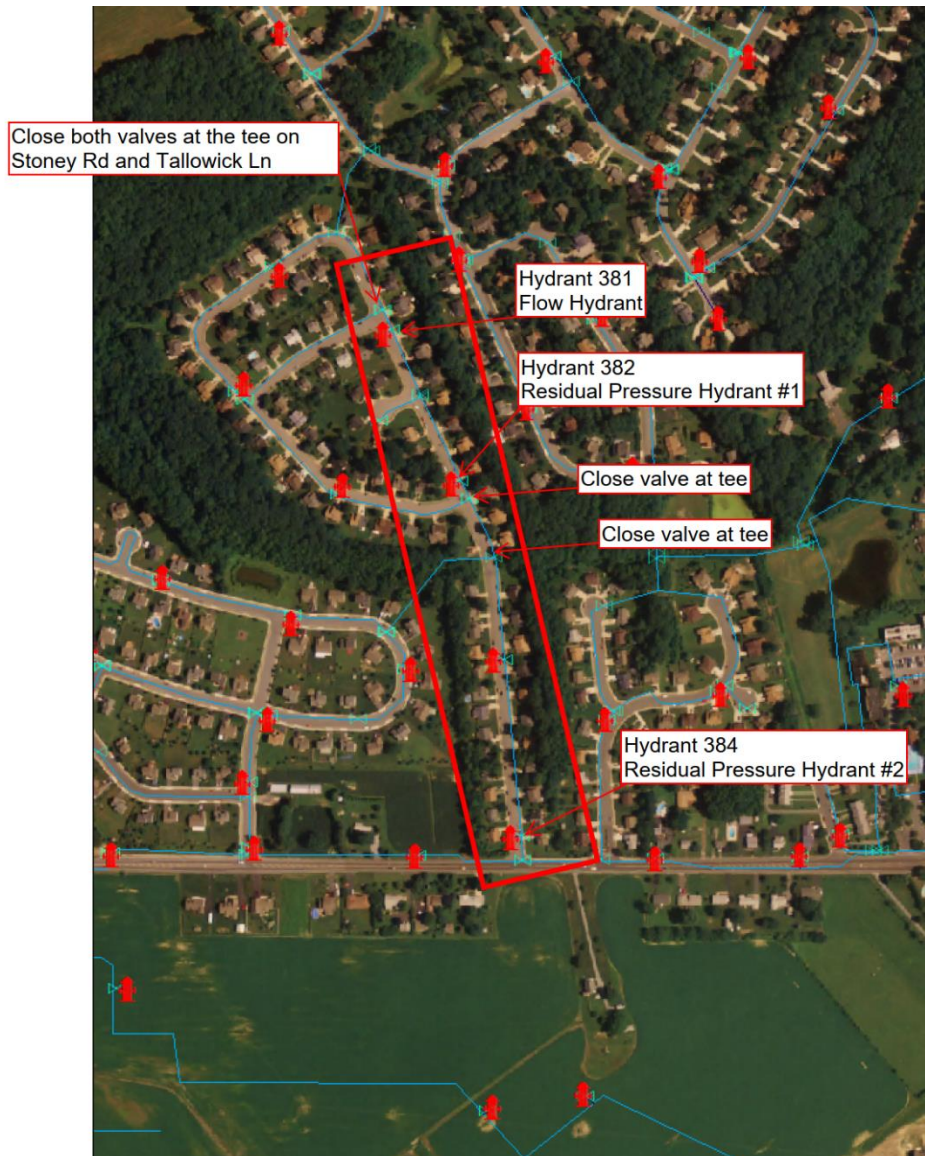 Close both valves at the tee on
Stoney Rd and Tallowick Ln
Hydrant 381
Flow Hydrant
Hydrant 382
Residual Pressure Hydrant #1
Close valve at tee
Close valve at tee
Hydrant 384
Residual Pressure Hydrant #2